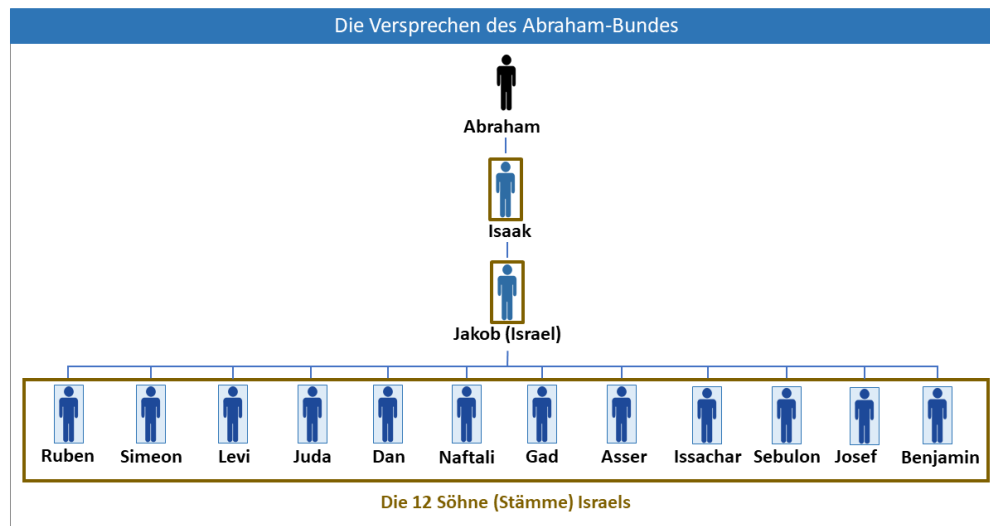 Die Versprechen des Abraham-Bundes
Abraham
Isaak
Jakob (Israel)
Ruben Simeon Levi Juda Dan Naftali Gad Asser Issachar Sebulon Josef Benjamin
Die 12 Söhne (Stämme) Israels